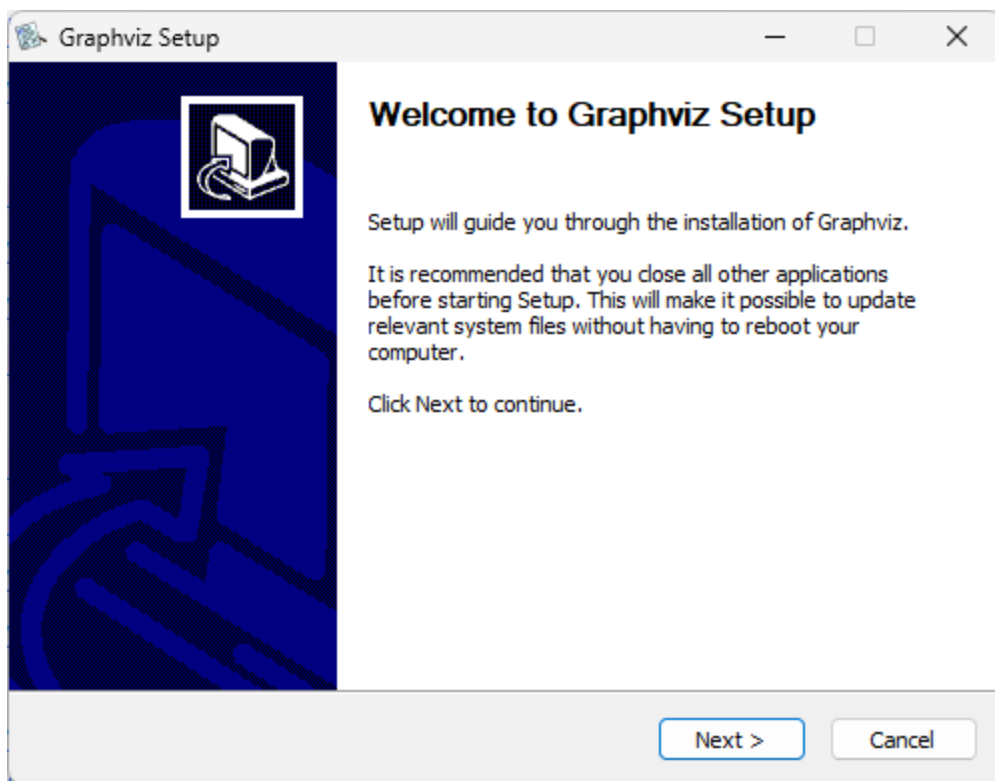 Graphviz Setup
Welcome to Graphviz Setup
Setup will guide you through the installation of Graphviz.
It is recommended that you close all other applications
before starting Setup. This will make it possible to update
relevant system files without having to reboot your
computer.
Click Next to continue.
Next >
Cancel